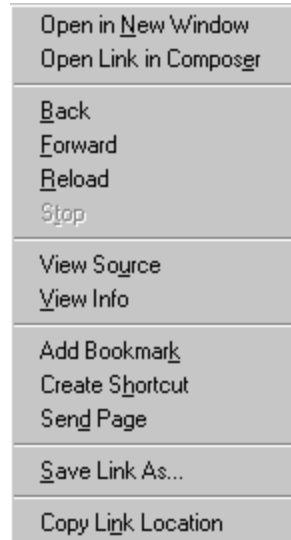 Open in New Window
Open Link in Composer
Back
Forward
Reload
Stop
View Source
View Info
Add Bookmark
Create Shortcut
Send Page
Save Link As...
Copy Link Location